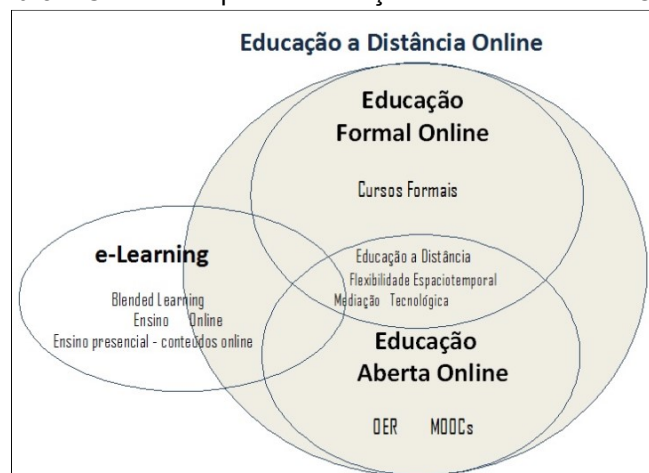 Educação a Distância Online
Educação
Formal Online
Cursos Formais
Educação a Distância
Flexibilidade Espaciotemporal
Mediação Tecnológica
e-Learning
Blended Learning
Ensino Online
Ensino presencial - conteúdos online
Educação
Aberta Online
OER MOOCs